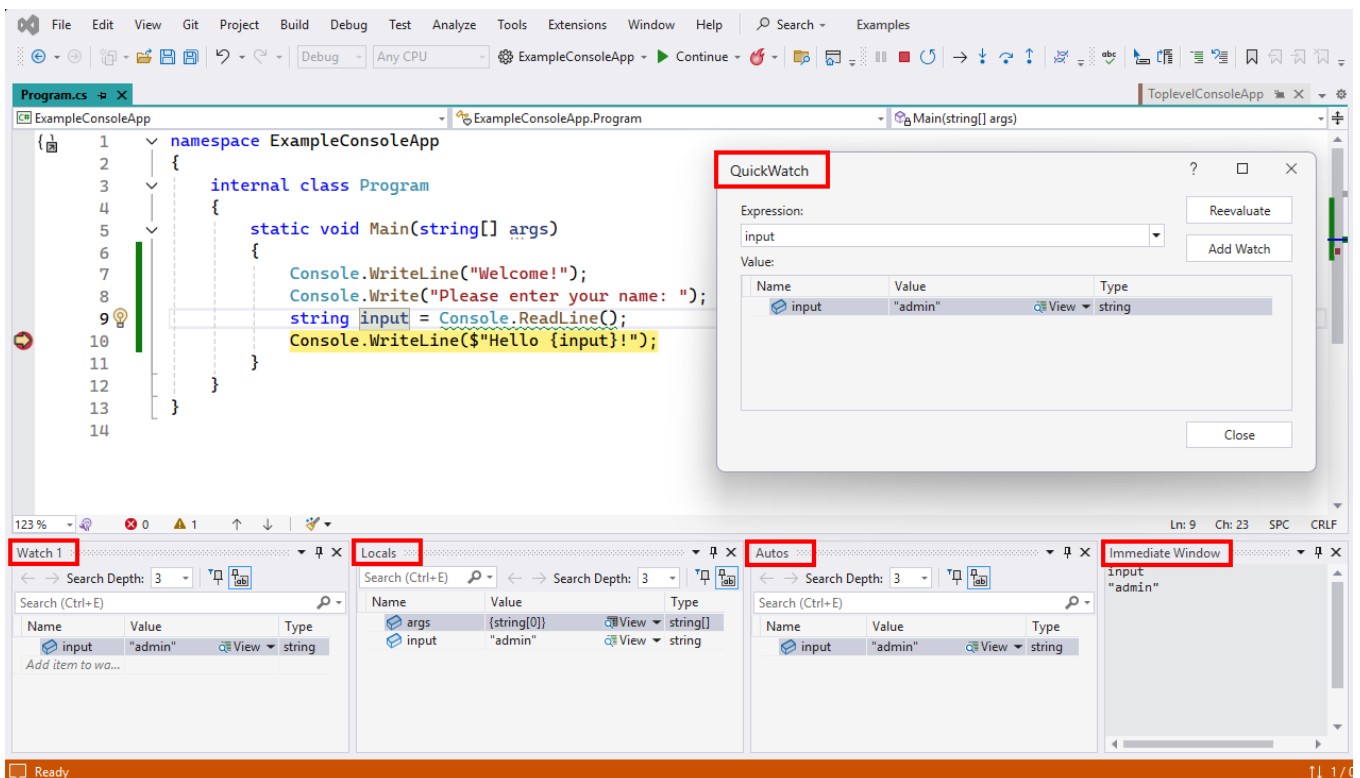 File Edit View Git Project Build Debug Test Analyze Tools Extensions Window Help Search Examples
Debug Any CPU ExampleConsoleApp Continue abc
Program.cs ToplevelConsoleApp
C# ExampleConsoleApp ExampleConsoleApp.Program Main(string[] args)
1 namespace ExampleConsoleApp
2 {
3 internal class Program
4 {
5 static void Main(string[] args)
6 {
7 Console.WriteLine("Welcome!");
8 Console.Write("Please enter your name: ");
9 string input = Console.ReadLine();
10 Console.WriteLine($"Hello {input}!");
11 }
12 }
13 }
14
QuickWatch ?
Expression:
Reevaluate
input
Add Watch
Value:
Name Value Type
input "admin" View string
Close
123 % 0 1 Ln: 9 Ch: 23 SPC CRLF
Watch 1
Search Depth: 3
Search (Ctrl+E)
Name Value Type
input "admin" View string
Add item to wa...
Locals
Search (Ctrl+E) Search Depth: 3
Name Value Type
args {string[0]} View string[]
input "admin" View string
Autos
Search Depth: 3
Search (Ctrl+E)
Name Value Type
input "admin" View string
Immediate Window
input
"admin"
Ready 1 / 0